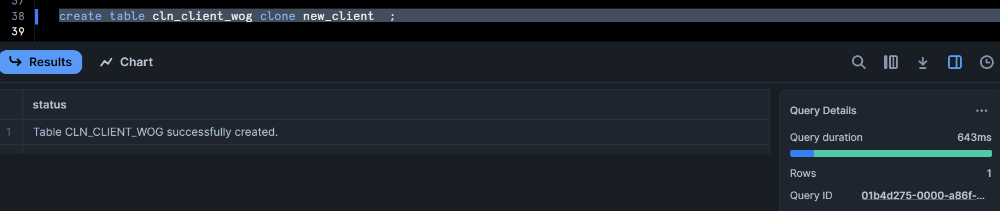 37
38 create table cln_client_wog clone new_client  ;
39
Results Chart
status
1 Table CLN_CLIENT_WOG successfully created.
Query Details ...
Query duration 643ms
Rows 1
Query ID 01b4d275-0000-a86f-...